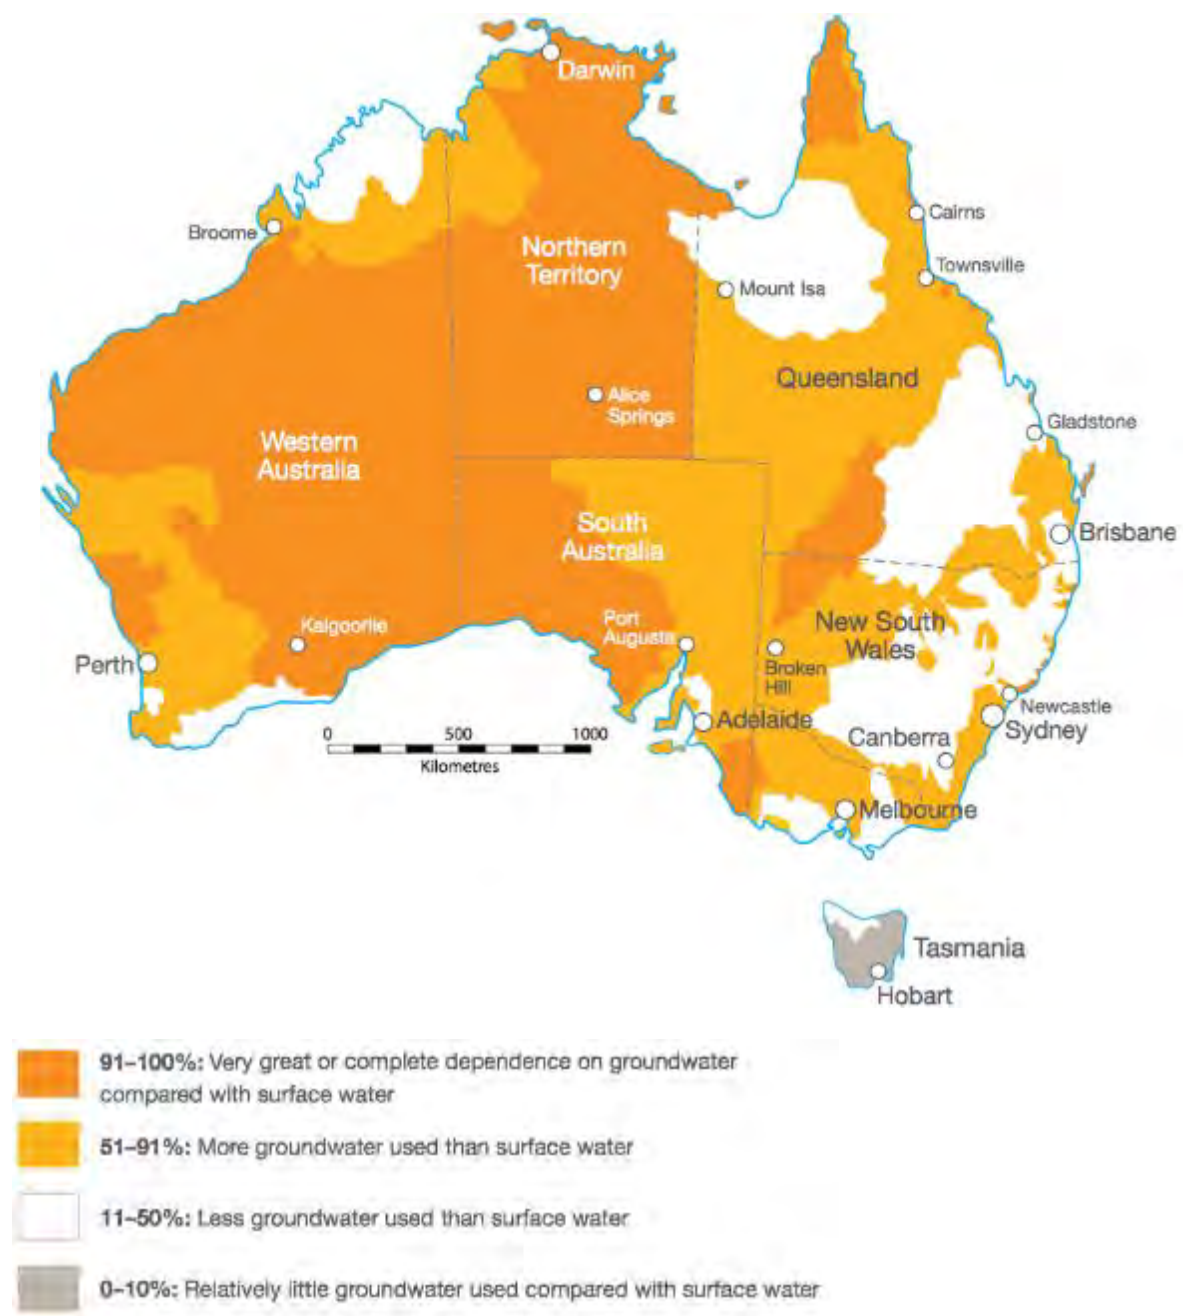 Darwin
Cairns
Broome
Northern
Territory
Townsville
Mount Isa
Queensland
Alice
Springs
Gladstone
Western
Australia
South
Australia
Brisbane
Kalgoorlie
Port
Augusta
New South
Wales
Perth
Broken
Hill
Newcastle
Adelaide
Sydney
Canberra
0 500 1000
Kilometres
Melbourne
Tasmania
Hobart
91–100%: Very great or complete dependence on groundwater
compared with surface water
51–91%: More groundwater used than surface water
11–50%: Less groundwater used than surface water
0–10%: Relatively little groundwater used compared with surface water